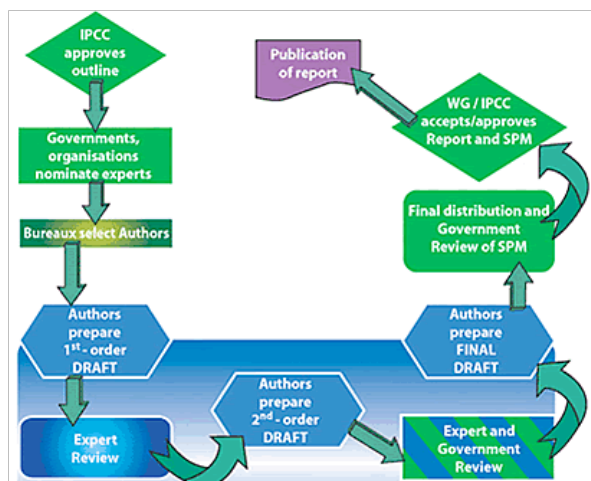 IPCC
approves
outline
Governments,
organisations
nominate experts
Bureaux select Authors
Authors
prepare
1st - order
DRAFT
Expert
Review
Authors
prepare
2nd - order
DRAFT
Expert and
Government
Review
Authors
prepare
FINAL
DRAFT
Final distribution and
Government
Review of SPM
WG / IPCC
accepts/approves
Report and SPM
Publication
of report